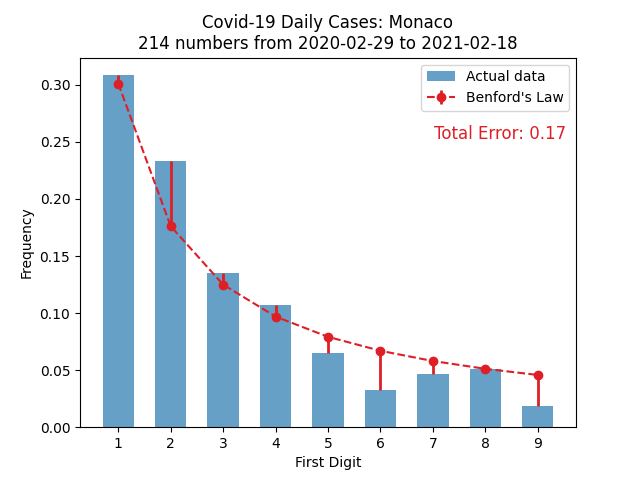 Covid-19 Daily Cases: Monaco
214 numbers from 2020-02-29 to 2021-02-18
Actual data
Benford's Law
Total Error: 0.17
Frequency
0.30
0.25
0.20
0.15
0.10
0.05
0.00
1 2 3 4 5 6 7 8 9
First Digit